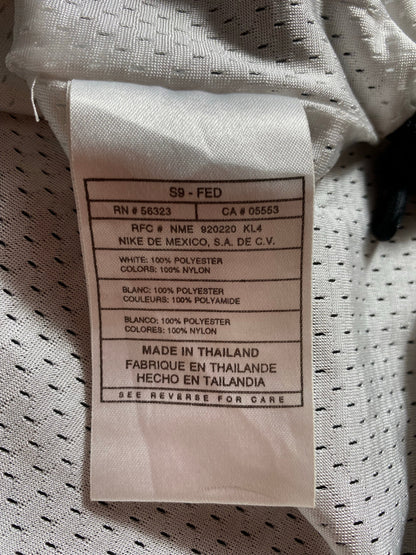 S9 - FED
RN # 56323 CA # 05553
RFC # NME 920220 KL4
NIKE DE MEXICO, S.A. DE C.V.
WHITE: 100% POLYESTER
COLORS: 100% NYLON
BLANC: 100% POLYESTER
COULEURS: 100% POLYAMIDE
BLANCO: 100% POLYESTER
COLORES: 100% NYLON
MADE IN THAILAND
FABRIQUE EN THAILANDE
HECHO EN TAILANDIA
SEE REVERSE FOR CARE